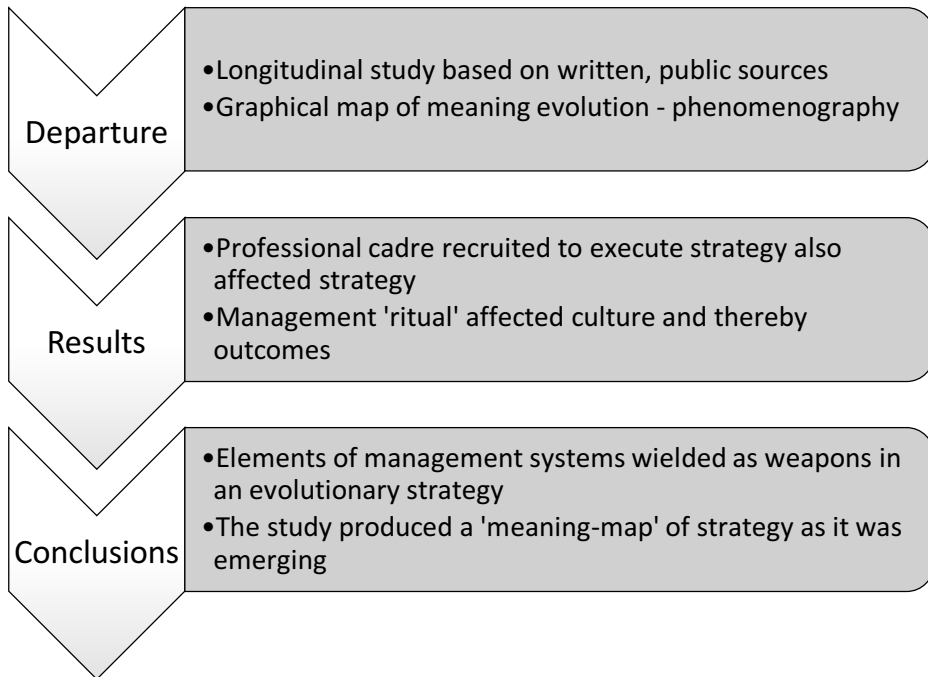 Departure
•Longitudinal study based on written, public sources
•Graphical map of meaning evolution - phenomenography
Results
•Professional cadre recruited to execute strategy also
affected strategy
•Management 'ritual' affected culture and thereby
outcomes
Conclusions
•Elements of management systems wielded as weapons in
an evolutionary strategy
•The study produced a 'meaning-map' of strategy as it was
emerging